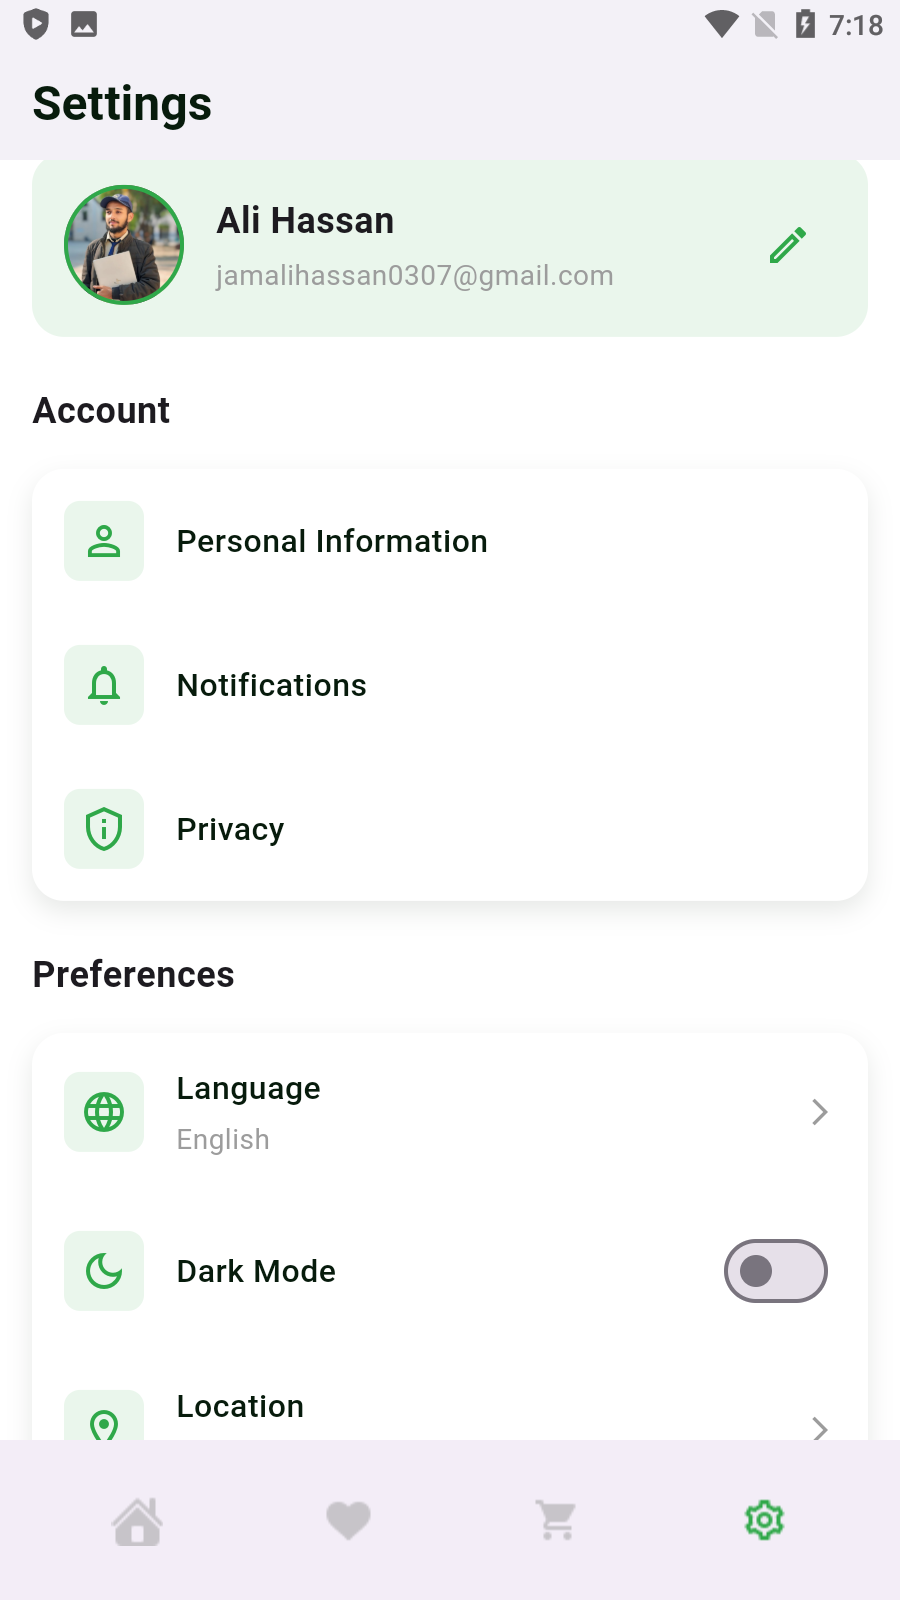 7:18
Settings
Ali Hassan
jamalihassan0307@gmail.com
Account
Personal Information
Notifications
Privacy
Preferences
Language
English
Dark Mode
Location